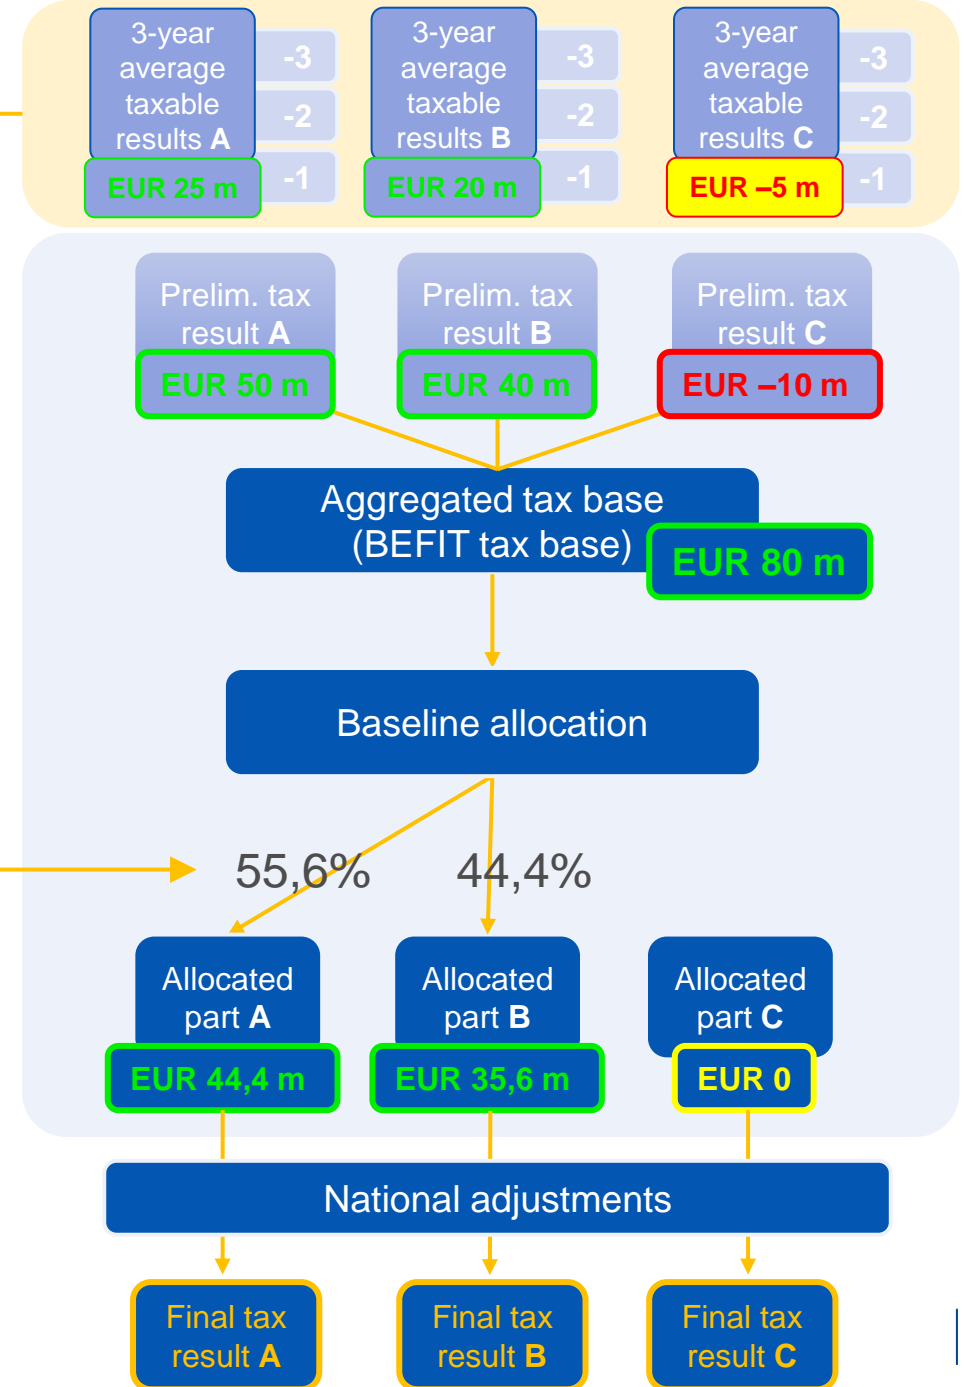 3-year
average
taxable
results A
EUR 25 m
-3
-2
-1
3-year
average
taxable
results B
EUR 20 m
-3
-2
-1
3-year
average
taxable
results C
EUR –5 m
-3
-2
-1
Prelim. tax
result A
EUR 50 m
Prelim. tax
result B
EUR 40 m
Prelim. tax
result C
EUR –10 m
Aggregated tax base
(BEFIT tax base)
EUR 80 m
Baseline allocation
55,6%
44,4%
Allocated
part A
EUR 44,4 m
Allocated
part B
EUR 35,6 m
Allocated
part C
EUR 0
National adjustments
Final tax
result A
Final tax
result B
Final tax
result C